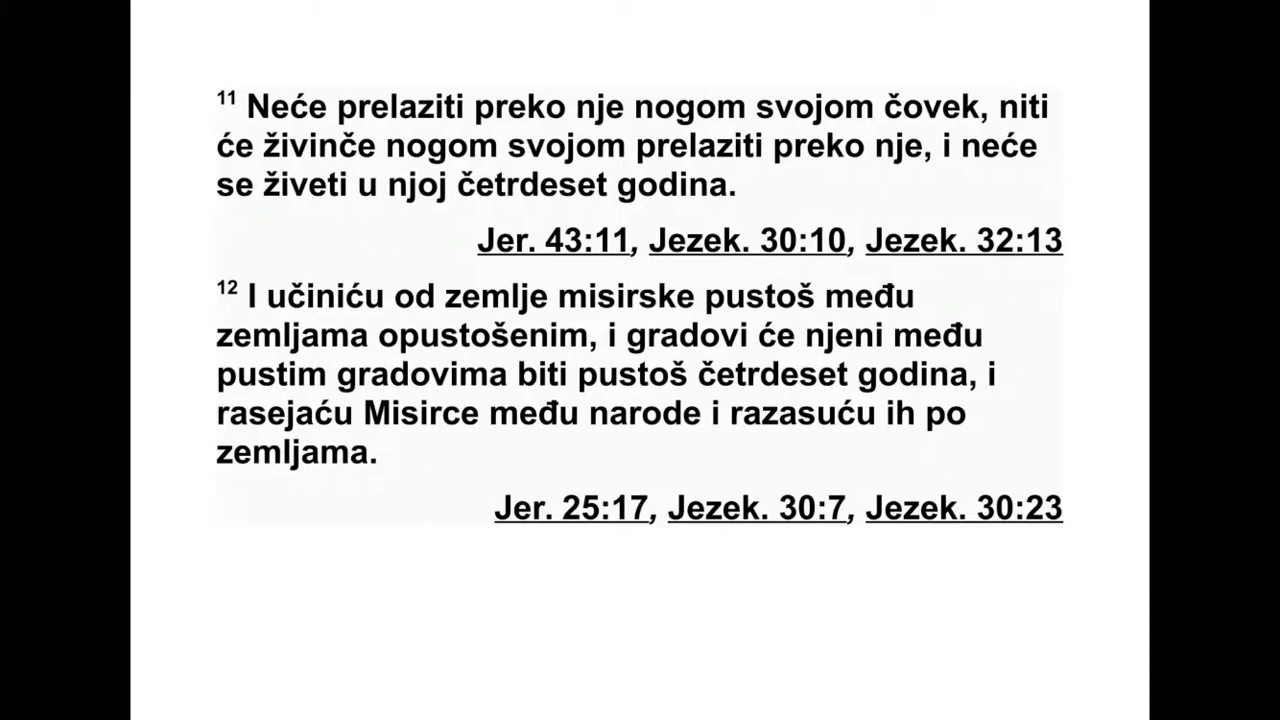 11 Neće prelaziti preko nje nogom svojom čovek, niti
će živinče nogom svojom prelaziti preko nje, i neće
se živeti u njoj četrdeset godina.
Jer. 43:11, Jezek. 30:10, Jezek. 32:13
12 I učiniću od zemlje misirske pustoš među
zemljama opustošenim, i gradovi će njeni među
pustim gradovima biti pustoš četrdeset godina, i
rasejaću Misirce među narode i razasuću ih po
zemljama.
Jer. 25:17, Jezek. 30:7, Jezek. 30:23